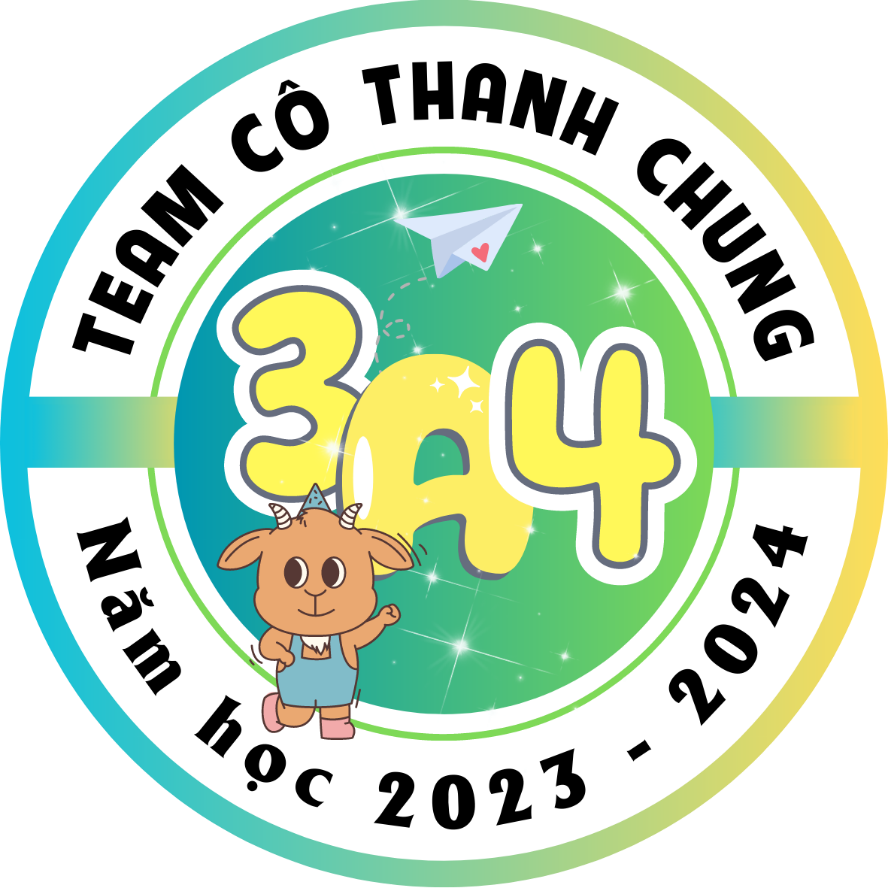 TEAM CÔ THANH CHUNG
3A4
Năm học 2023 - 2024